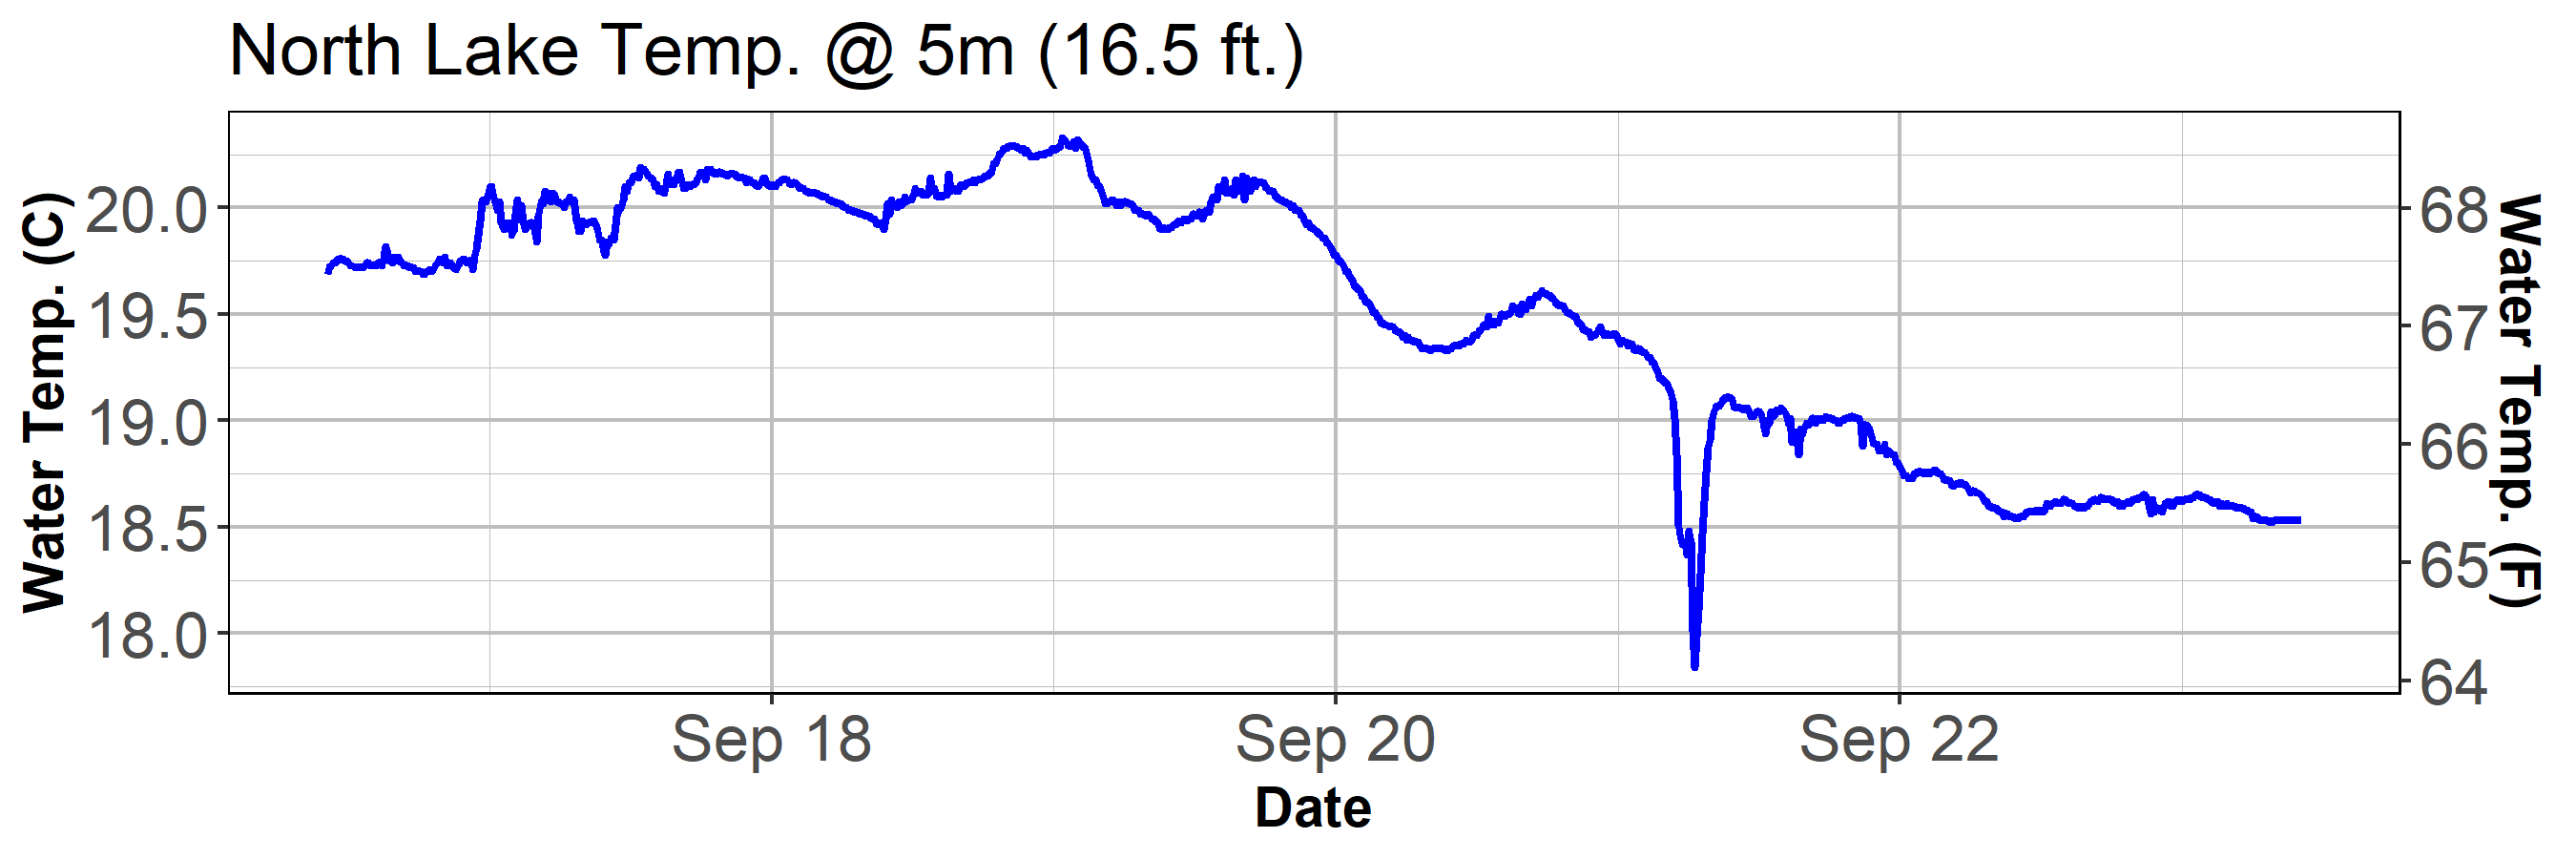 North Lake Temp. @ 5m (16.5 ft.)
Water Temp. (C)
20.0
19.5
19.0
18.5
18.0
68
67
66
65
64
Water Temp. (F)
Sep 18
Sep 20
Sep 22
Date